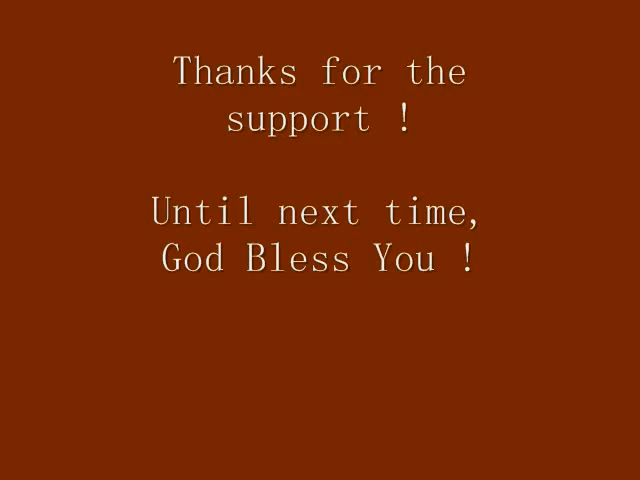 Thanks for the
support !
Until next time,
God Bless You !